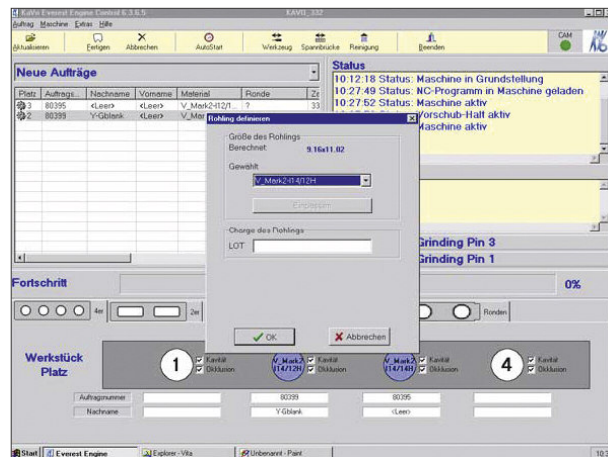 KaVo Everest Engine Control 6.3.6.5 KAVO_332
Auftrag Maschine Extras Hilfe
Aktualisieren Fertigen Abbrechen AutoStart Werkzeug Spannbrücke Reinigung Beenden CAM
Neue Aufträge
Platz Auftrags... Nachname Vorname Material Ronde Ze
3 80395 <Leer> <Leer> V_Mark2-I12/1... ? 33
2 80399 Y-Gblank <Leer> V_Mar
Status
10:12:18 Status: Maschine in Grundstellung
10:27:49 Status: NC-Programm in Maschine geladen
10:27:52 Status: Maschine aktiv
Vorschub-Halt aktiv
Maschine aktiv
Rohling definieren
Größe des Rohlings
Berechnet 9.16x11.02
Gewählt
V_Mark2-I14/12H
Charge des Rohlings
LOT
OK Abbrechen
Grinding Pin 3
Grinding Pin 1
Fortschritt 0%
4er 2er Ronden
Werkstück
Platz
1 Kavität
Okklusion
V_Mark2
I14/12H
Kavität
Okklusion
V_Mark2
I14/14H
Kavität
Okklusion
4 Kavität
Okklusion
Auftragsnummer 80399 80395
Nachname Y-Gblank <Leer>
Start Everest Engine Explorer - Vita Unbenannt - Paint 10:3